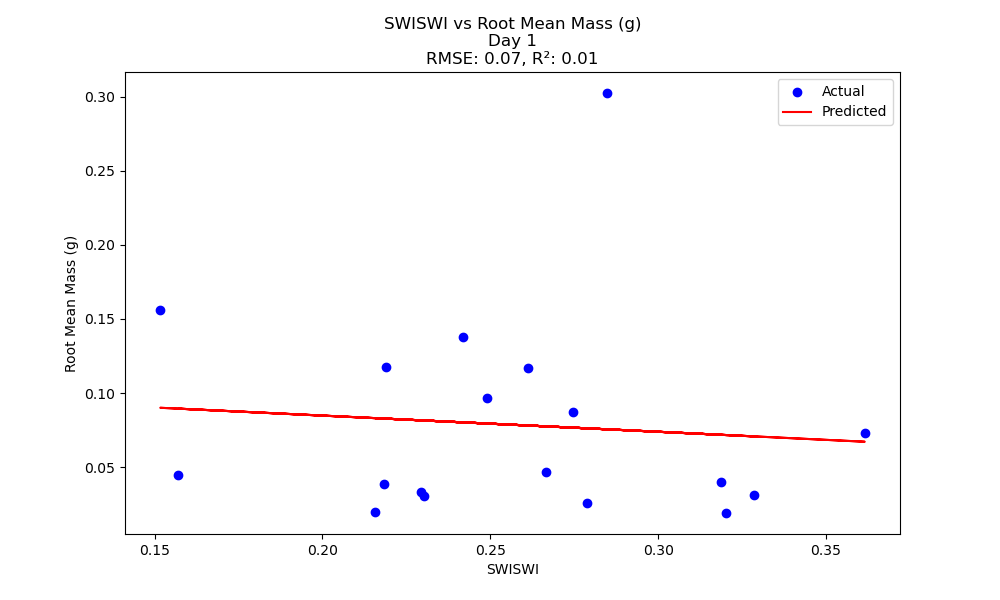 SWISWI vs Root Mean Mass (g)
Day 1
RMSE: 0.07, R²: 0.01
Actual
Predicted
Root Mean Mass (g)
0.30
0.25
0.20
0.15
0.10
0.05
0.15
0.20
0.25
0.30
0.35
SWISWI